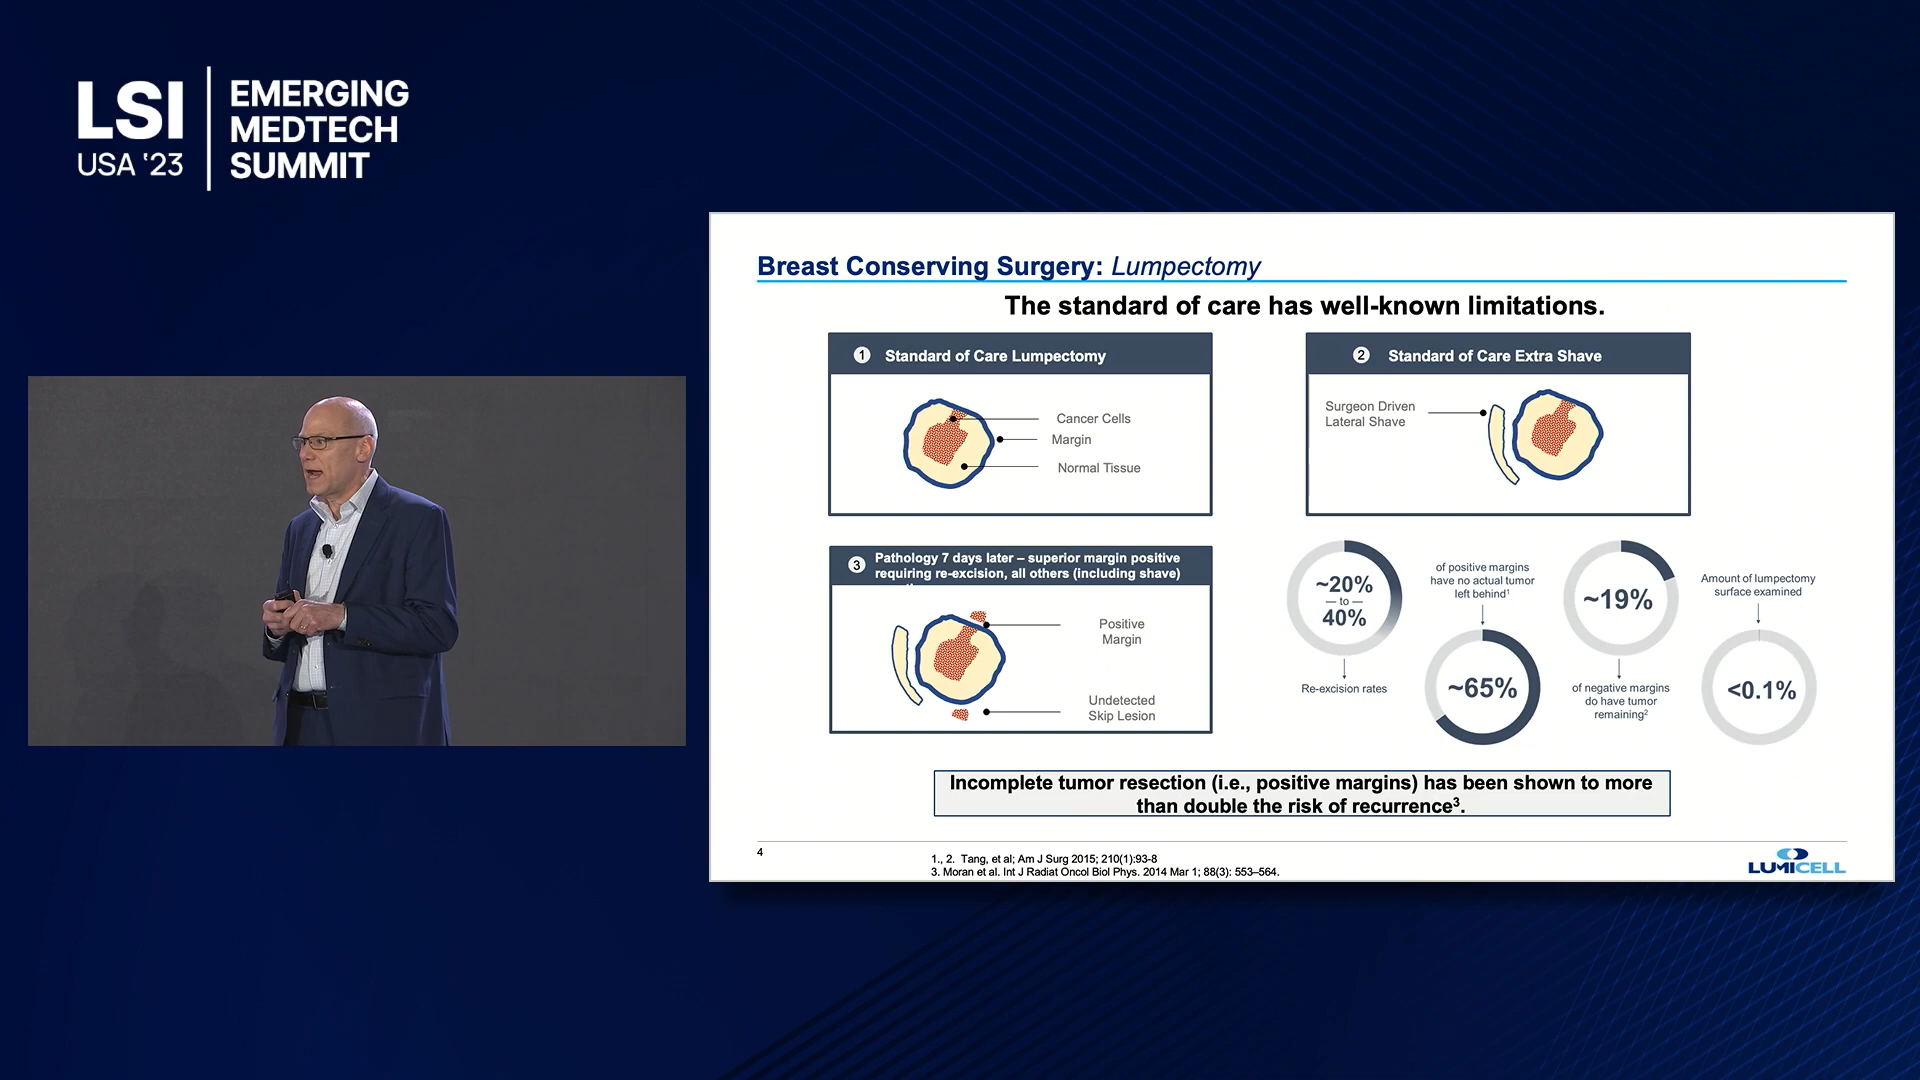 LSI
USA ‘23
EMERGING
MEDTECH
SUMMIT
Breast Conserving Surgery: Lumpectomy
The standard of care has well-known limitations.
1 Standard of Care Lumpectomy
Cancer Cells
Margin
Normal Tissue
2 Standard of Care Extra Shave
Surgeon Driven
Lateral Shave
3 Pathology 7 days later – superior margin positive
requiring re-excision, all others (including shave)
Positive
Margin
Undetected
Skip Lesion
~20%
— to —
40%
Re-excision rates
of positive margins
have no actual tumor
left behind¹
~65%
~19%
of negative margins
do have tumor
remaining²
Amount of lumpectomy
surface examined
<0.1%
Incomplete tumor resection (i.e., positive margins) has been shown to more
than double the risk of recurrence³.
4
1., 2. Tang, et al; Am J Surg 2015; 210(1):93-8
3. Moran et al. Int J Radiat Oncol Biol Phys. 2014 Mar 1; 88(3): 553–564.
LUMICELL